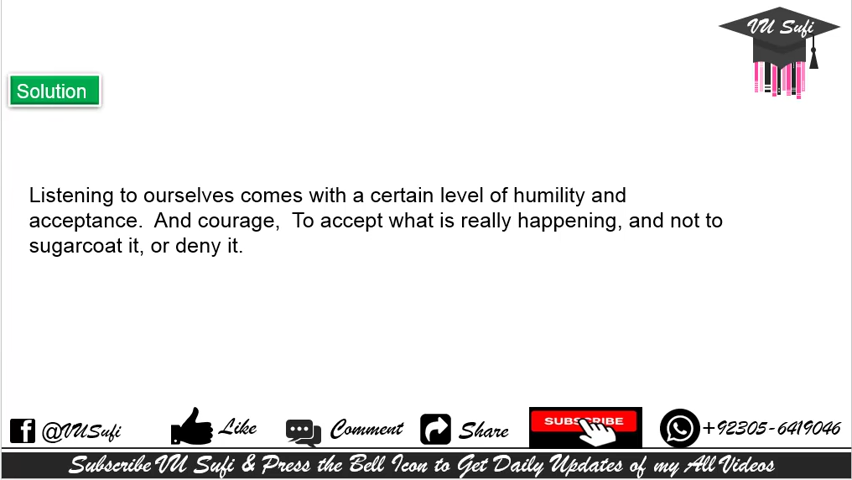 VU Sufi
Solution
Listening to ourselves comes with a certain level of humility and
acceptance.  And courage,  To accept what is really happening, and not to
sugarcoat it, or deny it.
@VUSufi Like Comment Share SUBSCRIBE +92305-6419046
Subscribe VU Sufi & Press the Bell Icon to Get Daily Updates of my All Videos